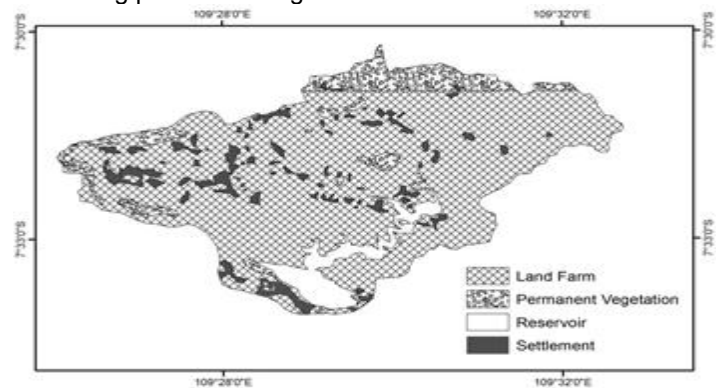 109°28'0"E 109°32'0"E
7°30'0"S 7°30'0"S
7°33'0"S 7°33'0"S
Land Farm
Permanent Vegetation
Reservoir
Settlement
109°28'0"E 109°32'0"E